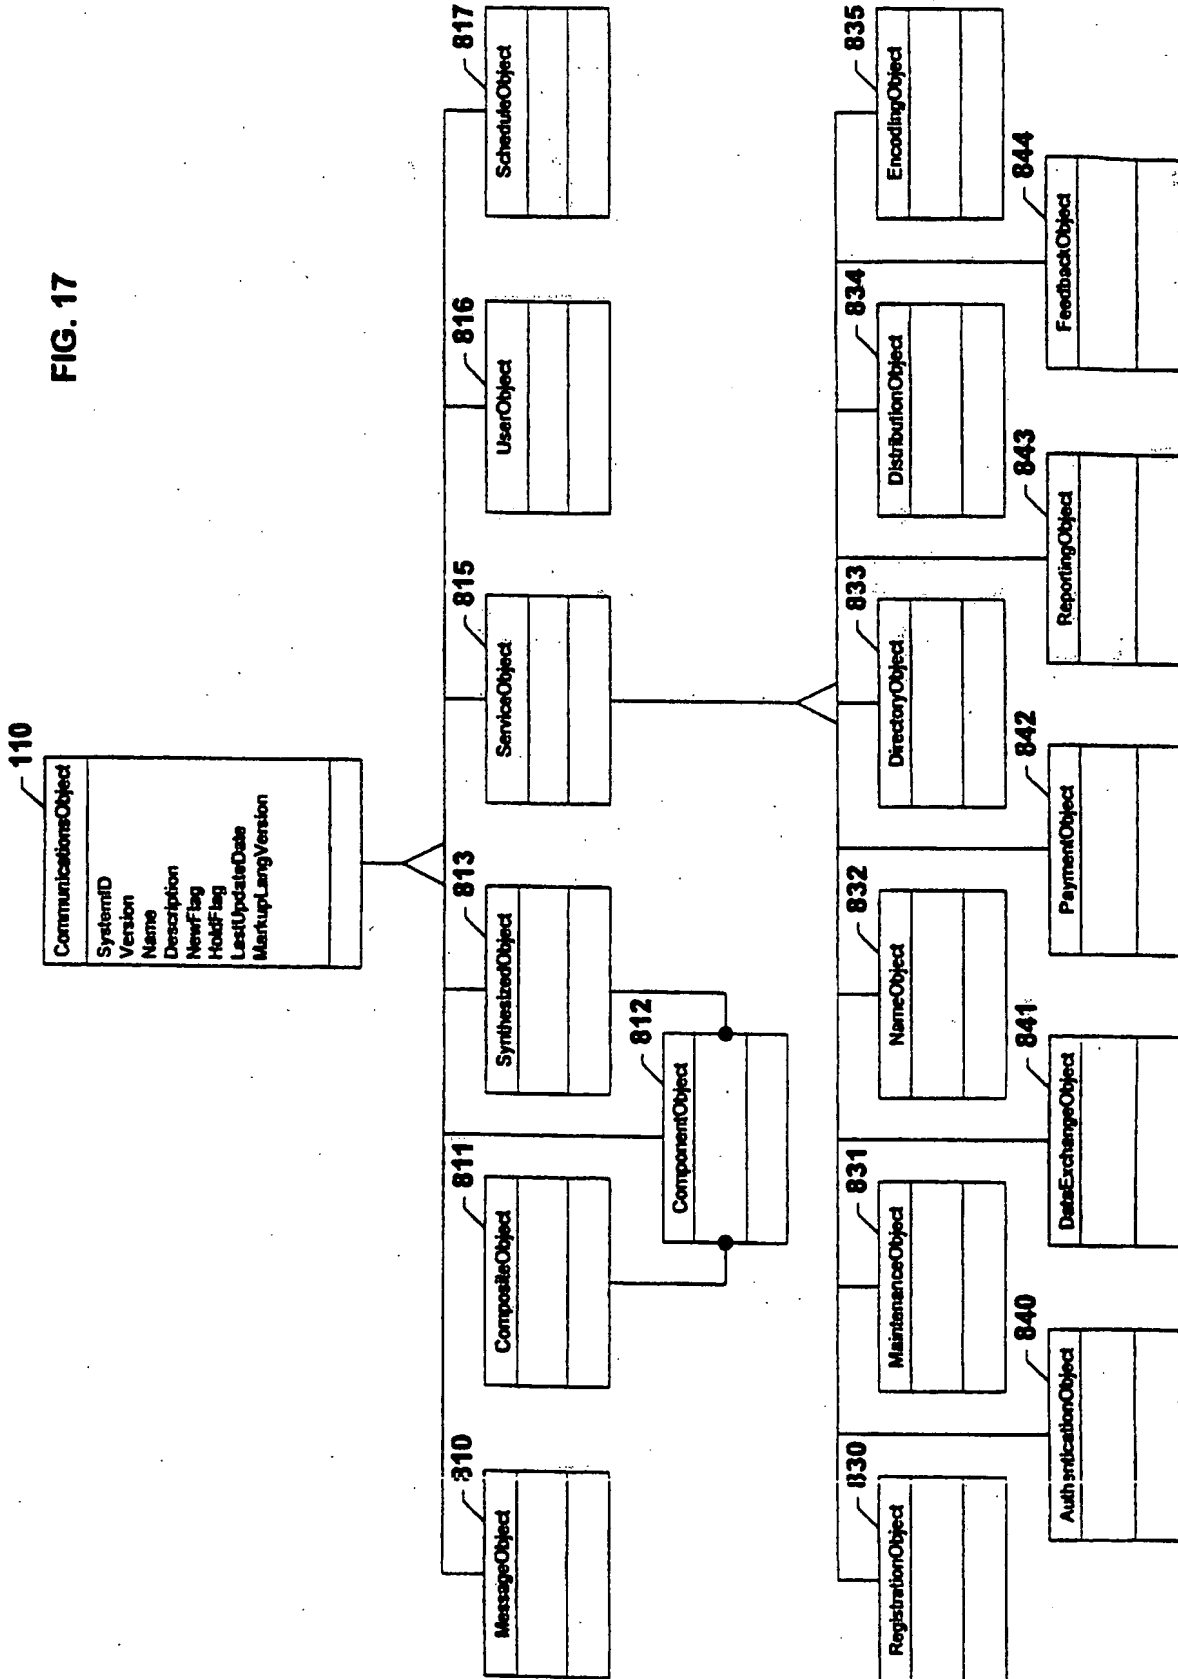 FIG. 17
110
CommunicationsObject
SystemID
Version
Name
Description
NewFlag
HoldFlag
LastUpdateDate
MarkupLangVersion
810
MessageObject
811
CompositeObject
813
SynthesizedObject
815
ServiceObject
816
UserObject
817
ScheduleObject
812
ComponentObject
830
RegistrationObject
831
MaintenanceObject
832
NameObject
833
DirectoryObject
834
DistributionObject
835
EncodingObject
840
AuthenticationObject
841
DataExchangeObject
842
PaymentObject
843
ReportingObject
844
FeedbackObject